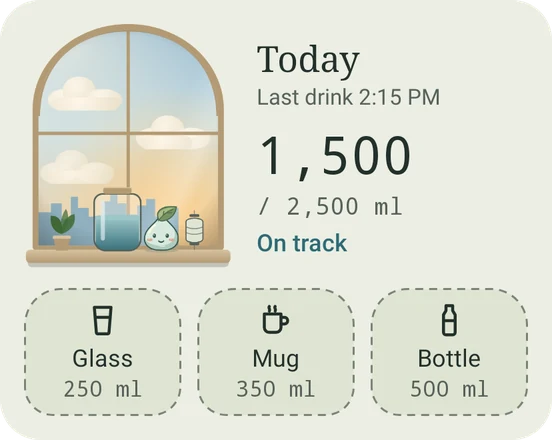 Today
Last drink 2:15 PM
1,500
/ 2,500 ml
On track
Glass
250 ml
Mug
350 ml
Bottle
500 ml